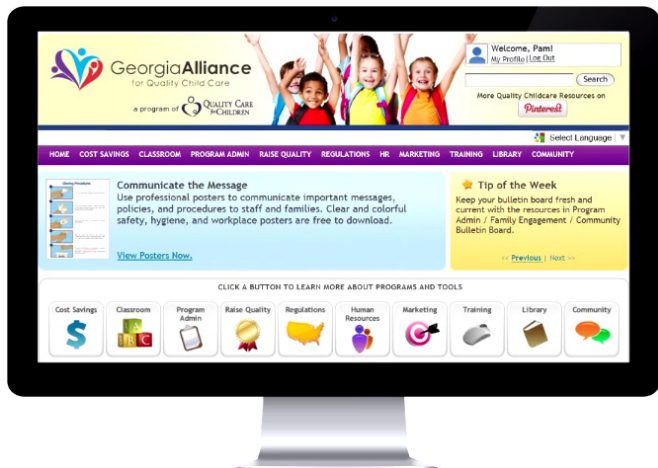 GeorgiaAlliance
for Quality Child Care
a program of QUALITY CARE
for CHILDREN
Welcome, Pam!
My Profile | Log Out
Search
More Quality Childcare Resources on
Pinterest
Select Language ▼
HOME COST SAVINGS CLASSROOM PROGRAM ADMIN RAISE QUALITY REGULATIONS HR MARKETING TRAINING LIBRARY COMMUNITY
Communicate the Message
Use professional posters to communicate important messages,
policies, and procedures to staff and families. Clear and colorful
safety, hygiene, and workplace posters are free to download.
View Posters Now.
Tip of the Week
Keep your bulletin board fresh and
current with the resources in Program
Admin / Family Engagement / Community
Bulletin Board.
<< Previous | Next >>
CLICK A BUTTON TO LEARN MORE ABOUT PROGRAMS AND TOOLS
Cost Savings
Classroom
A
B C
Program
Admin
Raise Quality
Regulations
Human
Resources
Marketing
Training
Library
Community